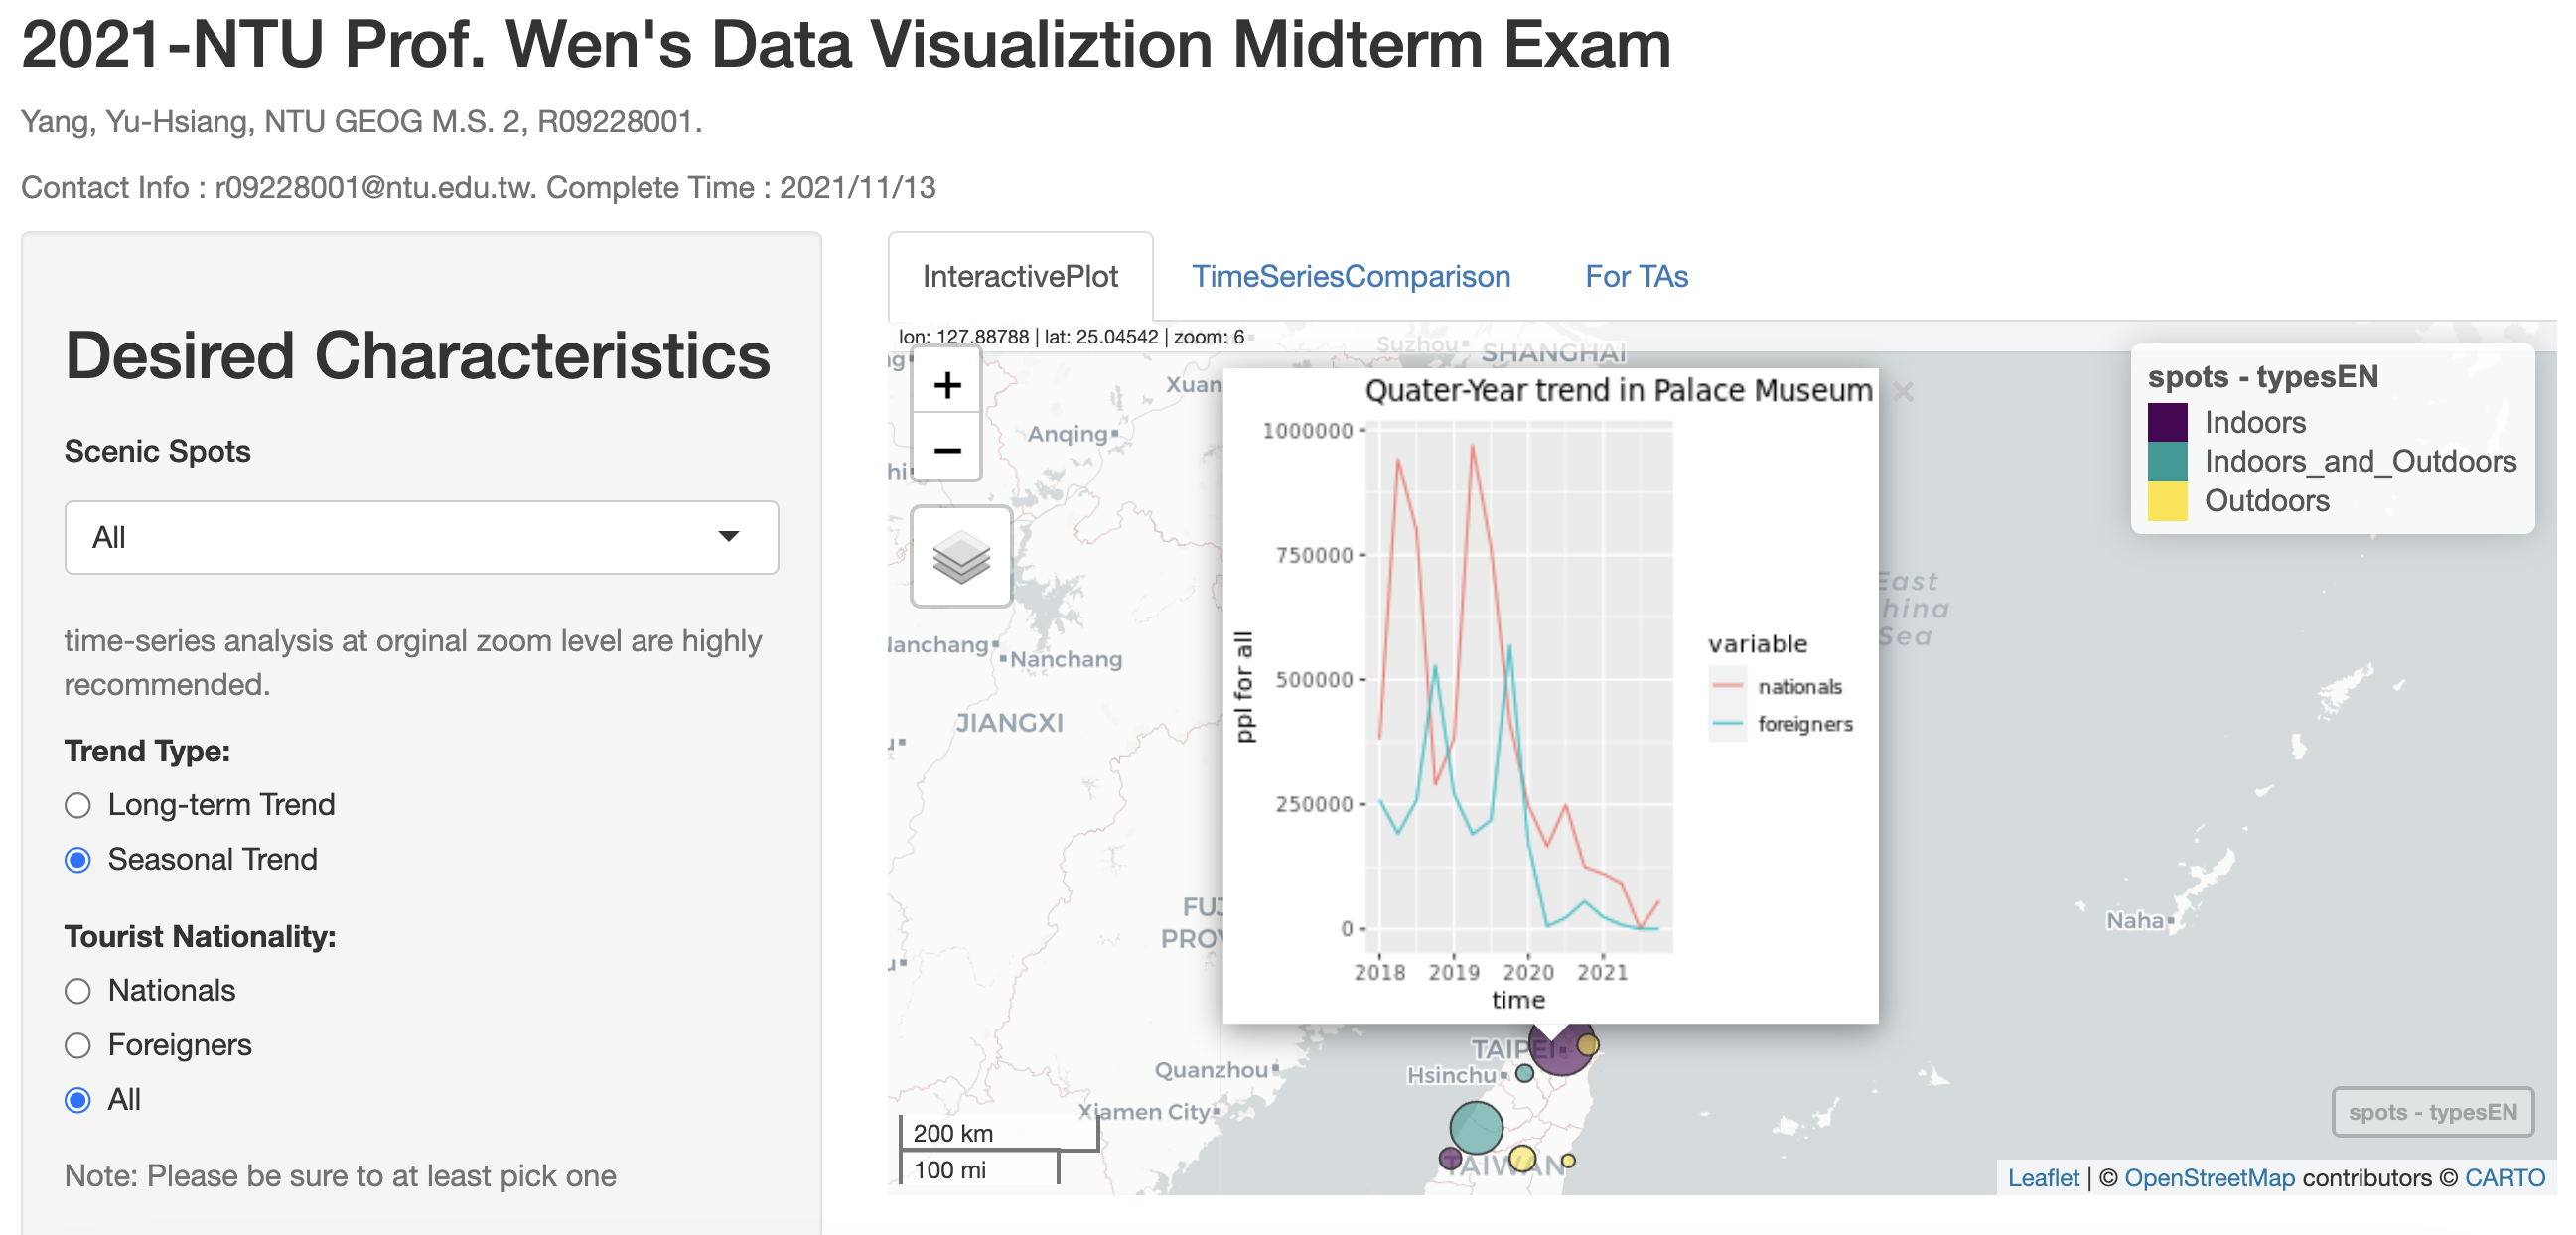 2021-NTU Prof. Wen's Data Visualiztion Midterm Exam
Yang, Yu-Hsiang, NTU GEOG M.S. 2, R09228001.
Contact Info : r09228001@ntu.edu.tw. Complete Time : 2021/11/13
Desired Characteristics
Scenic Spots
All
time-series analysis at orginal zoom level are highly
recommended.
Trend Type:
Long-term Trend
Seasonal Trend
Tourist Nationality:
Nationals
Foreigners
All
Note: Please be sure to at least pick one
InteractivePlot
TimeSeriesComparison
For TAs
lon: 127.88788 | lat: 25.04542 | zoom: 6
+
−
Suzhou
SHANGHAI
Xuan
Anqing
hi
Nanchang
JIANGXI
Quater-Year trend in Palace Museum
×
1000000
750000
500000
250000
0
ppl for all
2018 2019 2020 2021
time
variable
nationals
foreigners
spots - typesEN
Indoors
Indoors_and_Outdoors
Outdoors
East
hina
Sea
Naha
FUJ
PROV
TAIPEI
Hsinchu
Quanzhou
Xiamen City
TAIWAN
200 km
100 mi
spots - typesEN
Leaflet | © OpenStreetMap contributors © CARTO